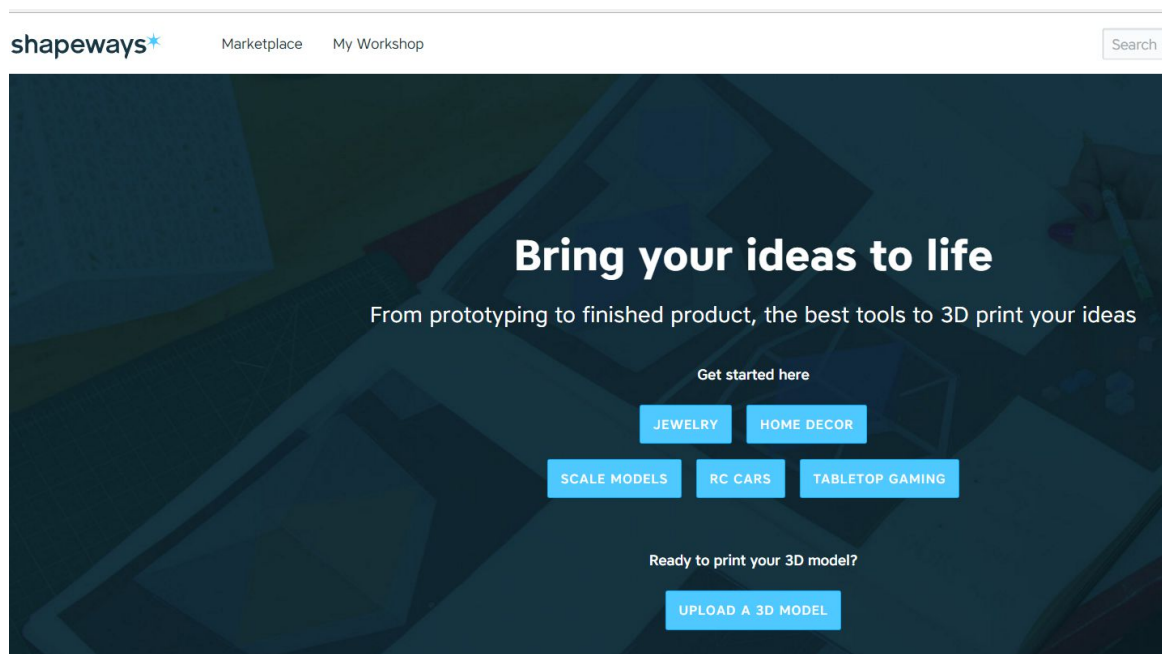 shapeways*
Marketplace My Workshop Search
Bring your ideas to life
From prototyping to finished product, the best tools to 3D print your ideas
Get started here
JEWELRY HOME DECOR
SCALE MODELS RC CARS TABLETOP GAMING
Ready to print your 3D model?
UPLOAD A 3D MODEL